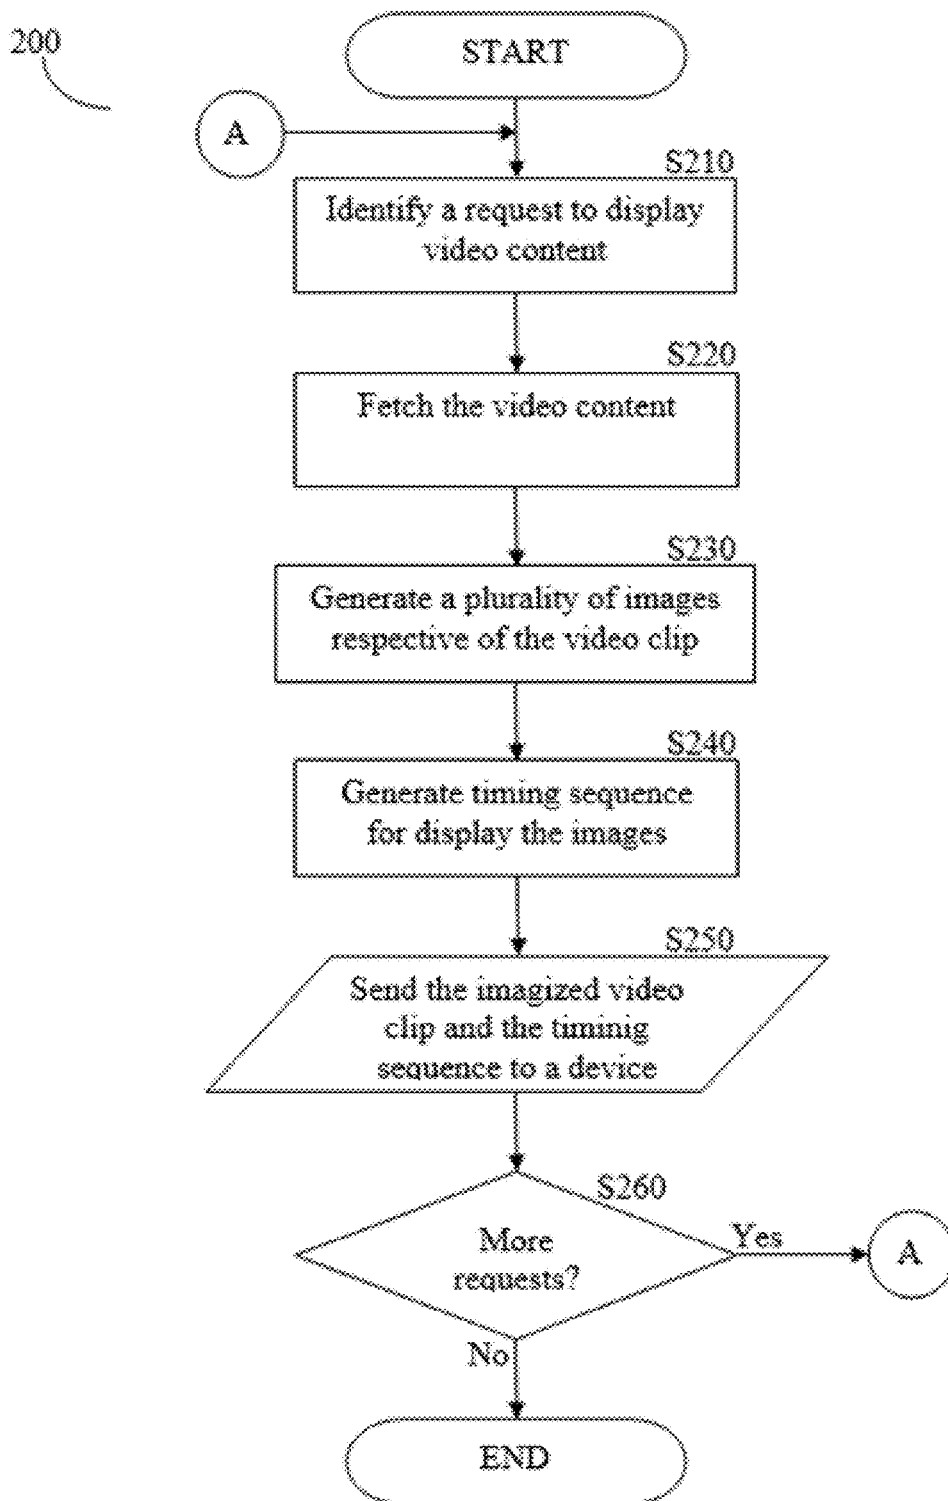 200
START
A
S210
Identify a request to display
video content
S220
Fetch the video content
S230
Generate a plurality of images
respective of the video clip
S240
Generate timing sequence
for display the images
S250
Send the imagized video
clip and the timinig
sequence to a device
S260
More
requests?
Yes
A
No
END